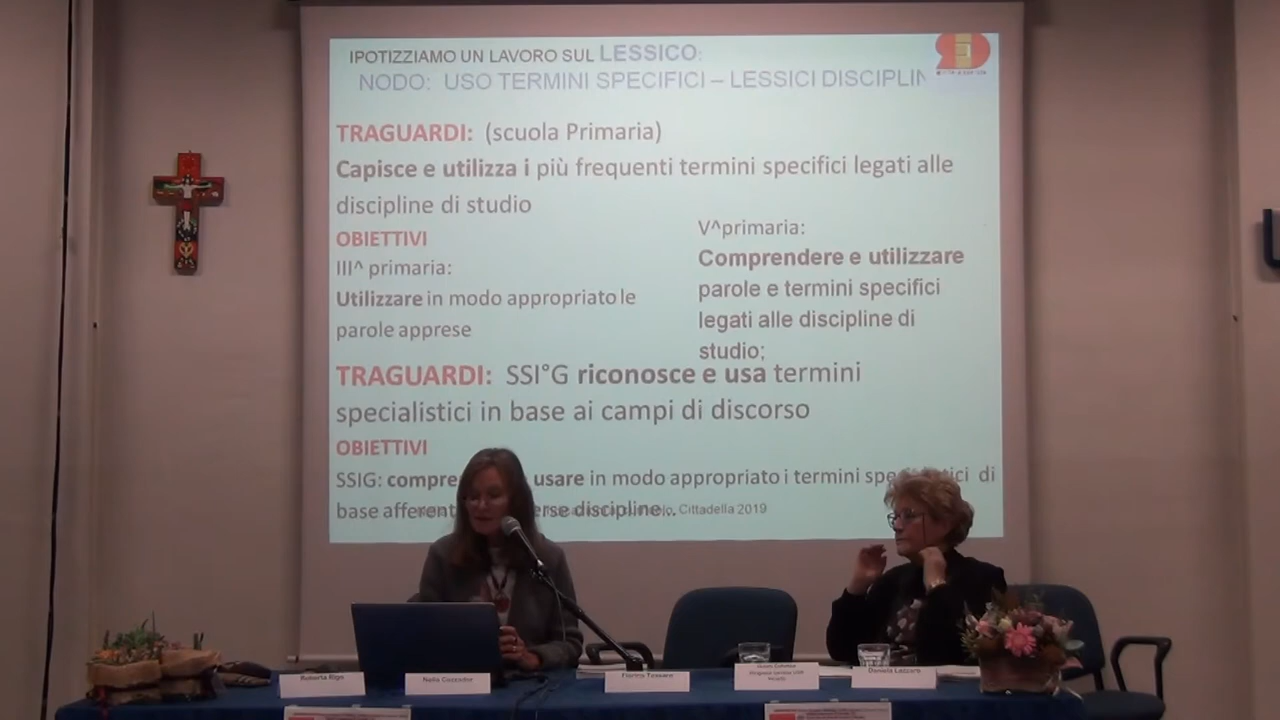 IPOTIZZIAMO UN LAVORO SUL LESSICO:
NODO: USO TERMINI SPECIFICI – LESSICI DISCIPLIN
TRAGUARDI: (scuola Primaria)
Capisce e utilizza i più frequenti termini specifici legati alle
discipline di studio
OBIETTIVI
III^ primaria:
Utilizzare in modo appropriato le
parole apprese
V^primaria:
Comprendere e utilizzare
parole e termini specifici
legati alle discipline di
studio;
TRAGUARDI: SSI°G riconosce e usa termini
specialistici in base ai campi di discorso
OBIETTIVI
SSIG: compre usare in modo appropriato i termini spe ici di
base afferent erse discipline..
Cittadella 2019
Roberta Rigo
Daniela Lazzaro